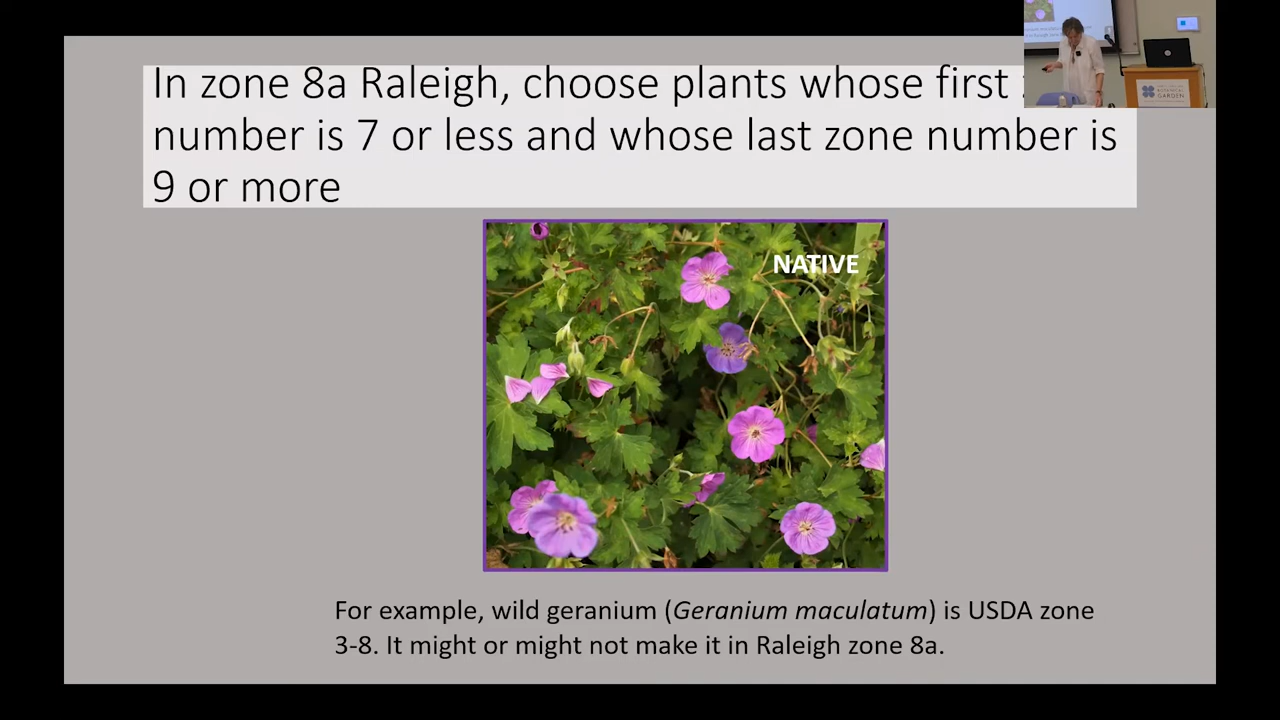 In zone 8a Raleigh, choose plants whose first
number is 7 or less and whose last zone number is
9 or more
NATIVE
For example, wild geranium (Geranium maculatum) is USDA zone
3-8. It might or might not make it in Raleigh zone 8a.
GARDEN